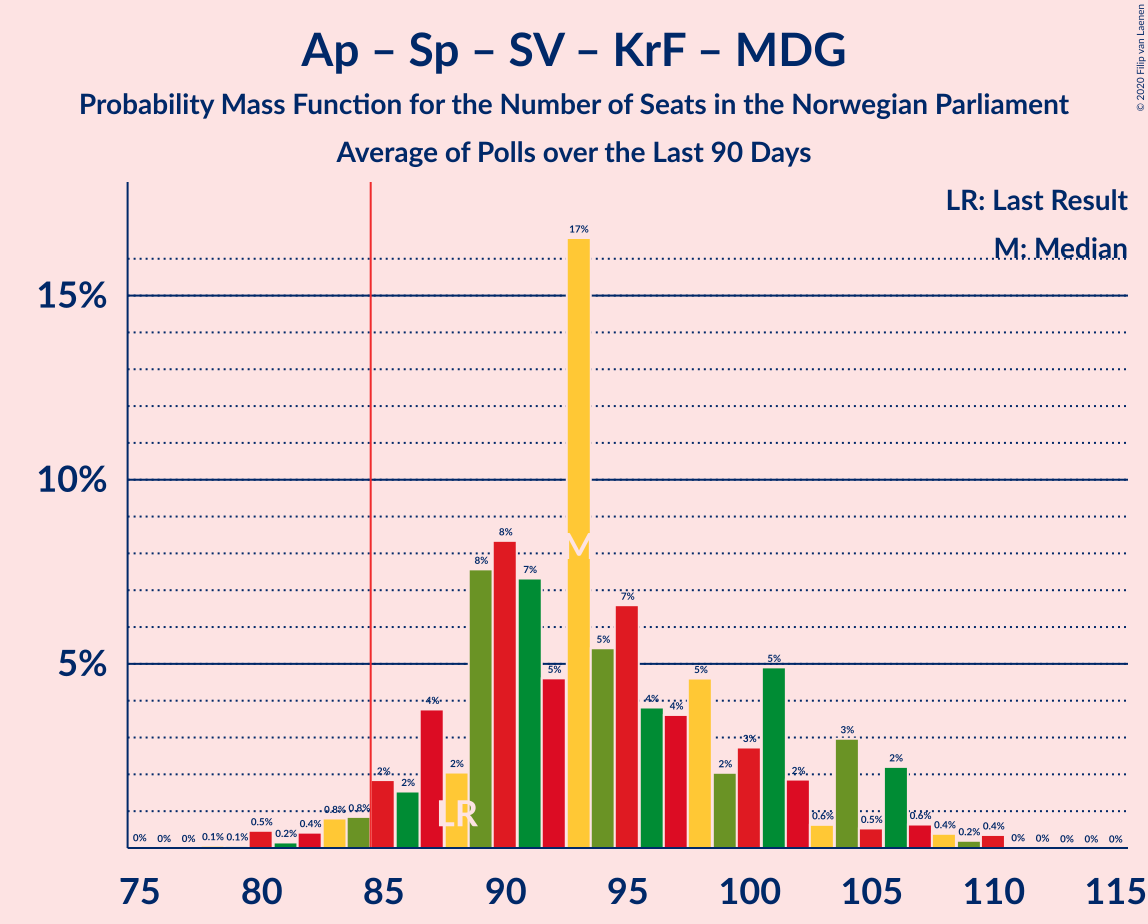 Ap – Sp – SV – KrF – MDG
Probability Mass Function for the Number of Seats in the Norwegian Parliament
Average of Polls over the Last 90 Days
© 2020 Filip van Laenen
LR: Last Result
M: Median
15%
10%
5%
0% 0% 0% 0.1% 0.1% 0.5% 0.2% 0.4% 0.8% 0.8% 2% 2% 4% 2% 8% 8% 7% 5% 17% 5% 7% 4% 4% 5% 2% 3% 5% 2% 0.6% 3% 0.5% 2% 0.6% 0.4% 0.2% 0.4% 0% 0% 0% 0% 0%
M
LR
75 80 85 90 95 100 105 110 115